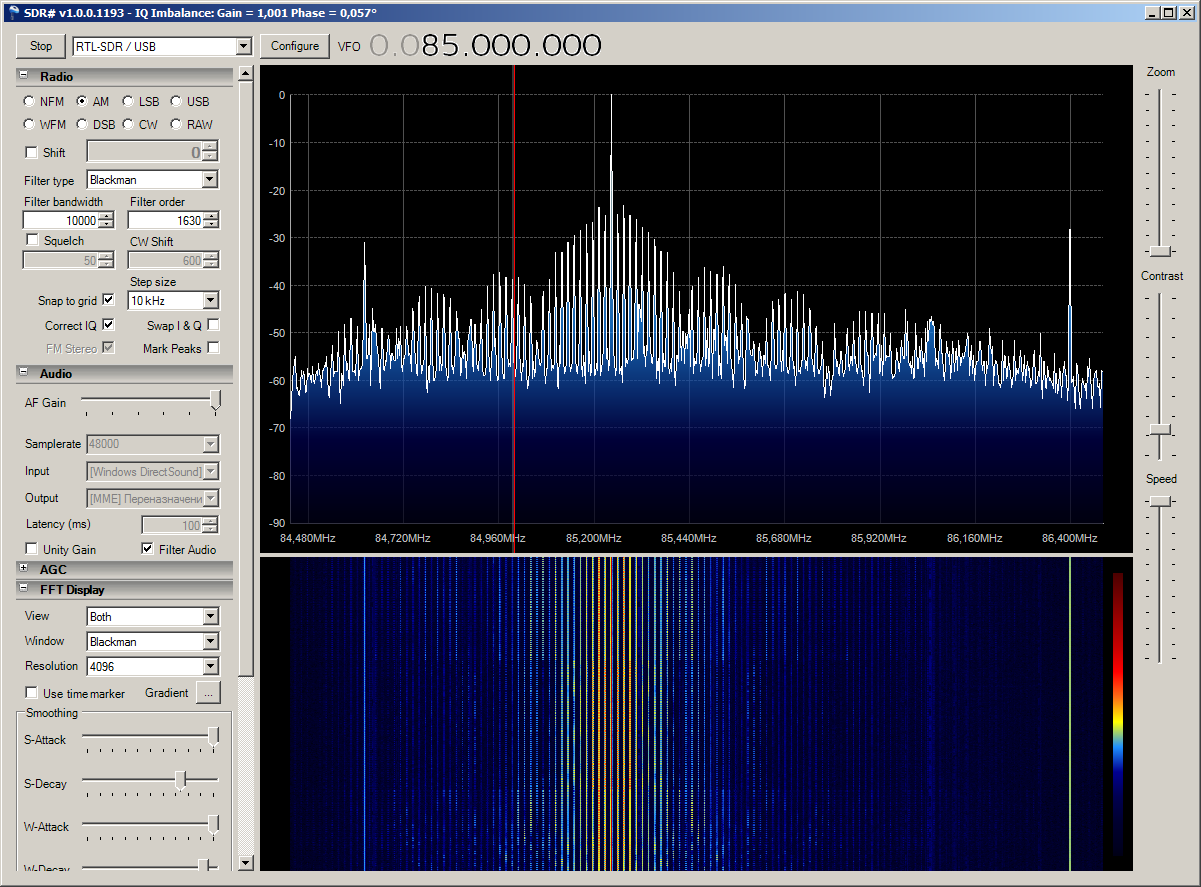 SDR# v1.0.0.1193 - IQ Imbalance: Gain = 1,001 Phase = 0,057°
Stop RTL-SDR / USB Configure VFO 0.085.000.000
Radio
NFM AM LSB USB
WFM DSB CW RAW
Shift 0
Filter type Blackman
Filter bandwidth Filter order
10000 1630
Squelch CW Shift
50 600
Step size
Snap to grid 10 kHz
Correct IQ Swap I & Q
FM Stereo Mark Peaks
Audio
AF Gain
Samplerate 48000
Input [Windows DirectSound]
Output [MME] Переназначени
Latency (ms) 100
Unity Gain Filter Audio
AGC
FFT Display
View Both
Window Blackman
Resolution 4096
Use time marker Gradient ...
Smoothing
S-Attack
S-Decay
W-Attack
W-Decay
0
-10
-20
-30
-40
-50
-60
-70
-80
-90
84,480MHz 84,720MHz 84,960MHz 85,200MHz 85,440MHz 85,680MHz 85,920MHz 86,160MHz 86,400MHz
Zoom
Contrast
Speed